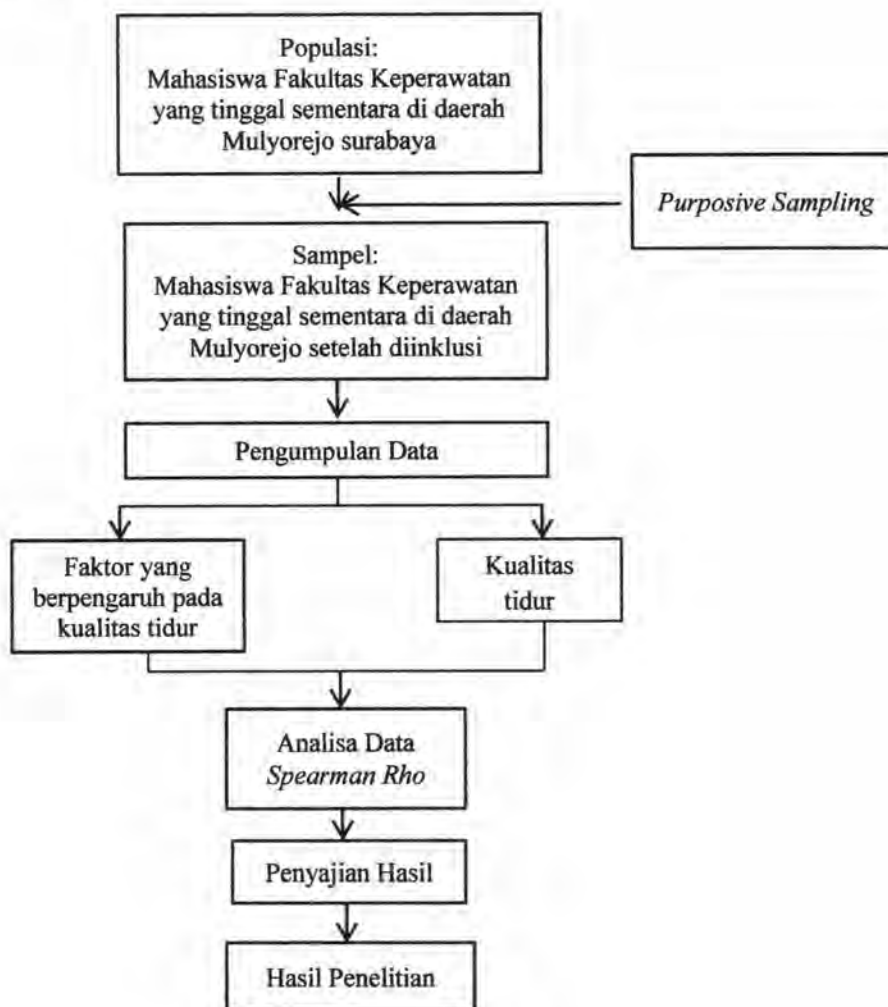 Populasi:
Mahasiswa Fakultas Keperawatan
yang tinggal sementara di daerah
Mulyorejo surabaya
Purposive Sampling
Sampel:
Mahasiswa Fakultas Keperawatan
yang tinggal sementara di daerah
Mulyorejo setelah diinklusi
Pengumpulan Data
Faktor yang
berpengaruh pada
kualitas tidur
Kualitas
tidur
Analisa Data
Spearman Rho
Penyajian Hasil
Hasil Penelitian